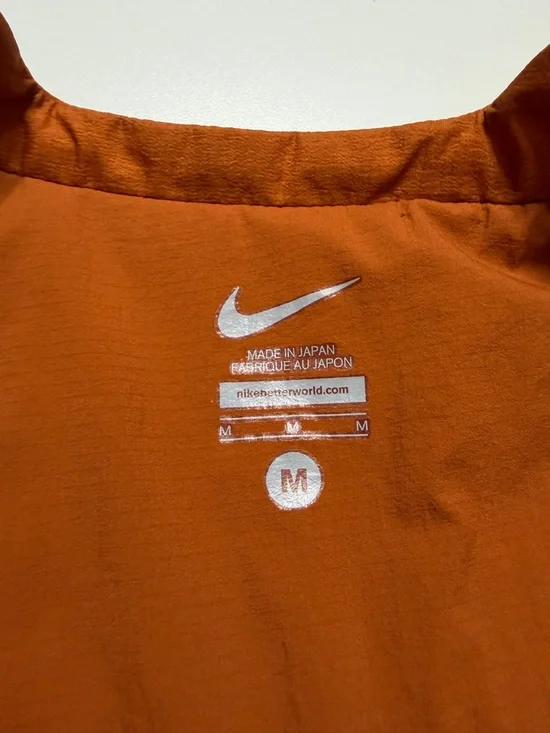 MADE IN JAPAN
FABRIQUE AU JAPON
nikebetterworld.com
M M M
M